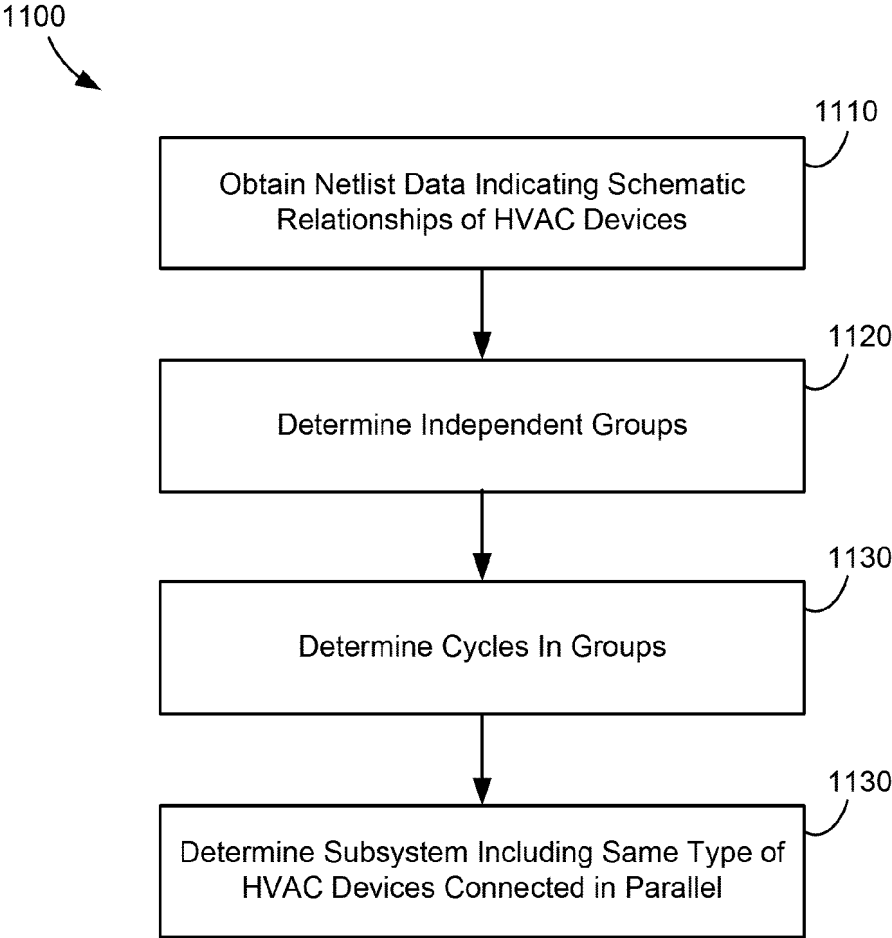 1100
1110
Obtain Netlist Data Indicating Schematic
Relationships of HVAC Devices
1120
Determine Independent Groups
1130
Determine Cycles In Groups
1130
Determine Subsystem Including Same Type of
HVAC Devices Connected in Parallel